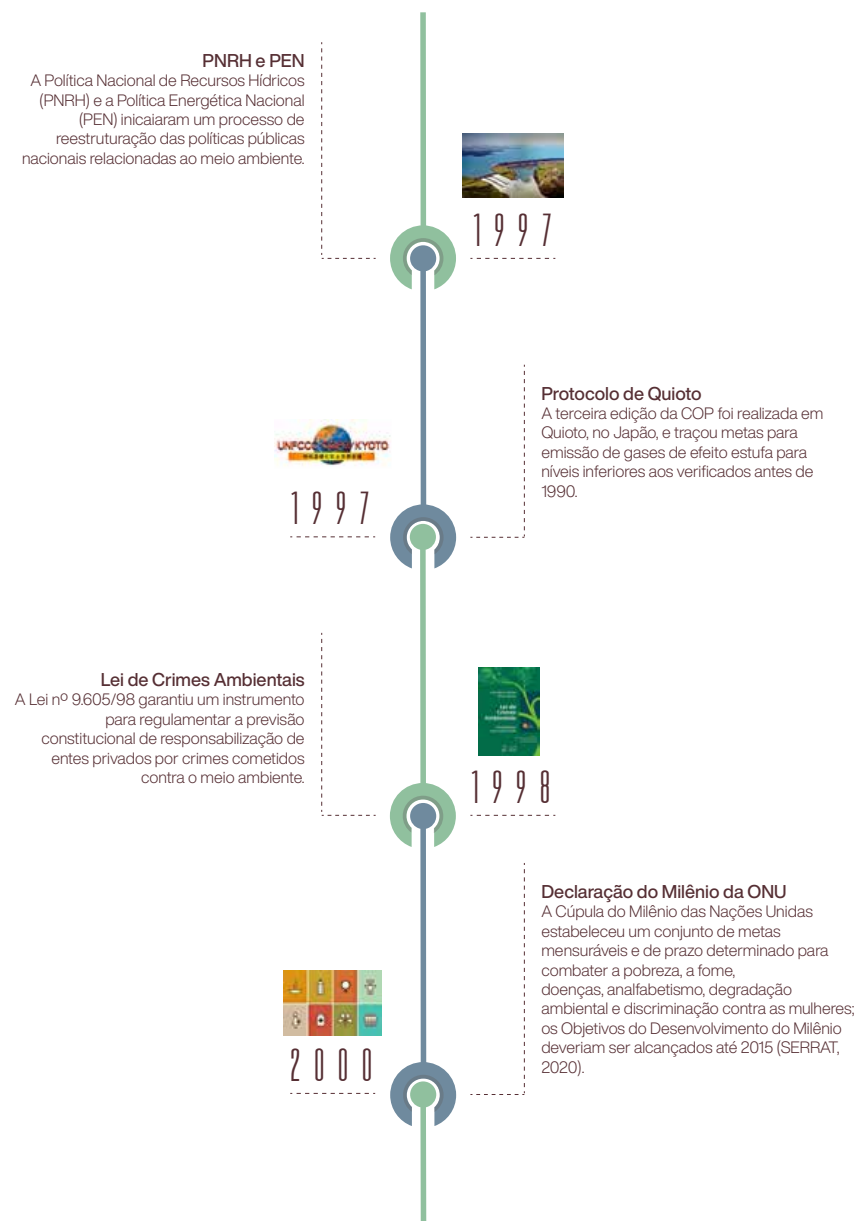 PNRH e PEN
A Política Nacional de Recursos Hídricos
(PNRH) e a Política Energética Nacional
(PEN) inicaiaram um processo de
reestruturação das políticas públicas
nacionais relacionadas ao meio ambiente.
1997
Protocolo de Quioto
A terceira edição da COP foi realizada em
Quioto, no Japão, e traçou metas para
emissão de gases de efeito estufa para
níveis inferiores aos verificados antes de
1990.
KYOTO
1997
Lei de Crimes Ambientais
A Lei nº 9.605/98 garantiu um instrumento
para regulamentar a previsão
constitucional de responsabilização de
entes privados por crimes cometidos
contra o meio ambiente.
Lei de
Crimes
Ambientais
1998
Declaração do Milênio da ONU
A Cúpula do Milênio das Nações Unidas
estabeleceu um conjunto de metas
mensuráveis e de prazo determinado para
combater a pobreza, a fome,
doenças, analfabetismo, degradação
ambiental e discriminação contra as mulheres;
os Objetivos do Desenvolvimento do Milênio
deveriam ser alcançados até 2015 (SERRAT,
2020).
2000